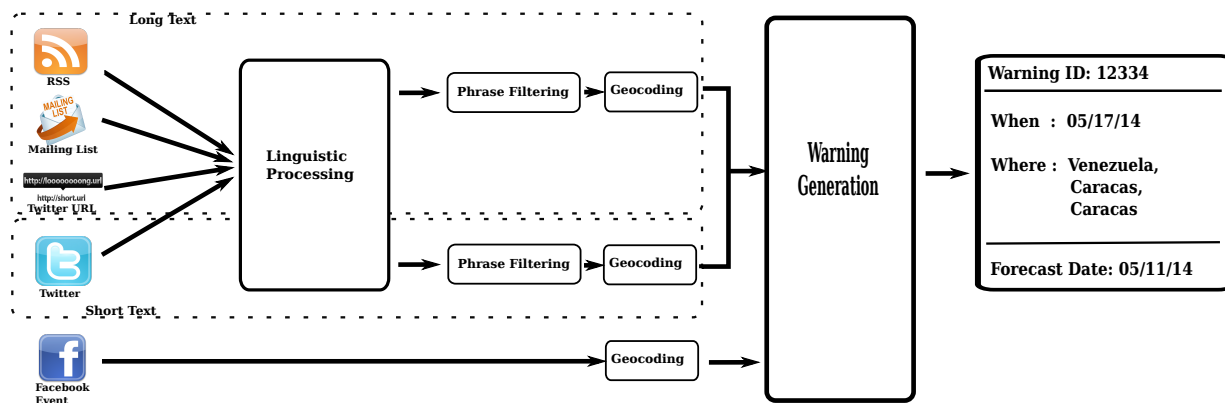 Long Text
RSS
MAILING
LIST
Mailing List
http://looooooooong.url
http://short.url
Twitter URL
Linguistic
Processing
Phrase Filtering
Geocoding
Twitter
Short Text
Phrase Filtering
Geocoding
Facebook
Event
Geocoding
Warning
Generation
Warning ID: 12334
When : 05/17/14
Where : Venezuela,
Caracas,
Caracas
Forecast Date: 05/11/14